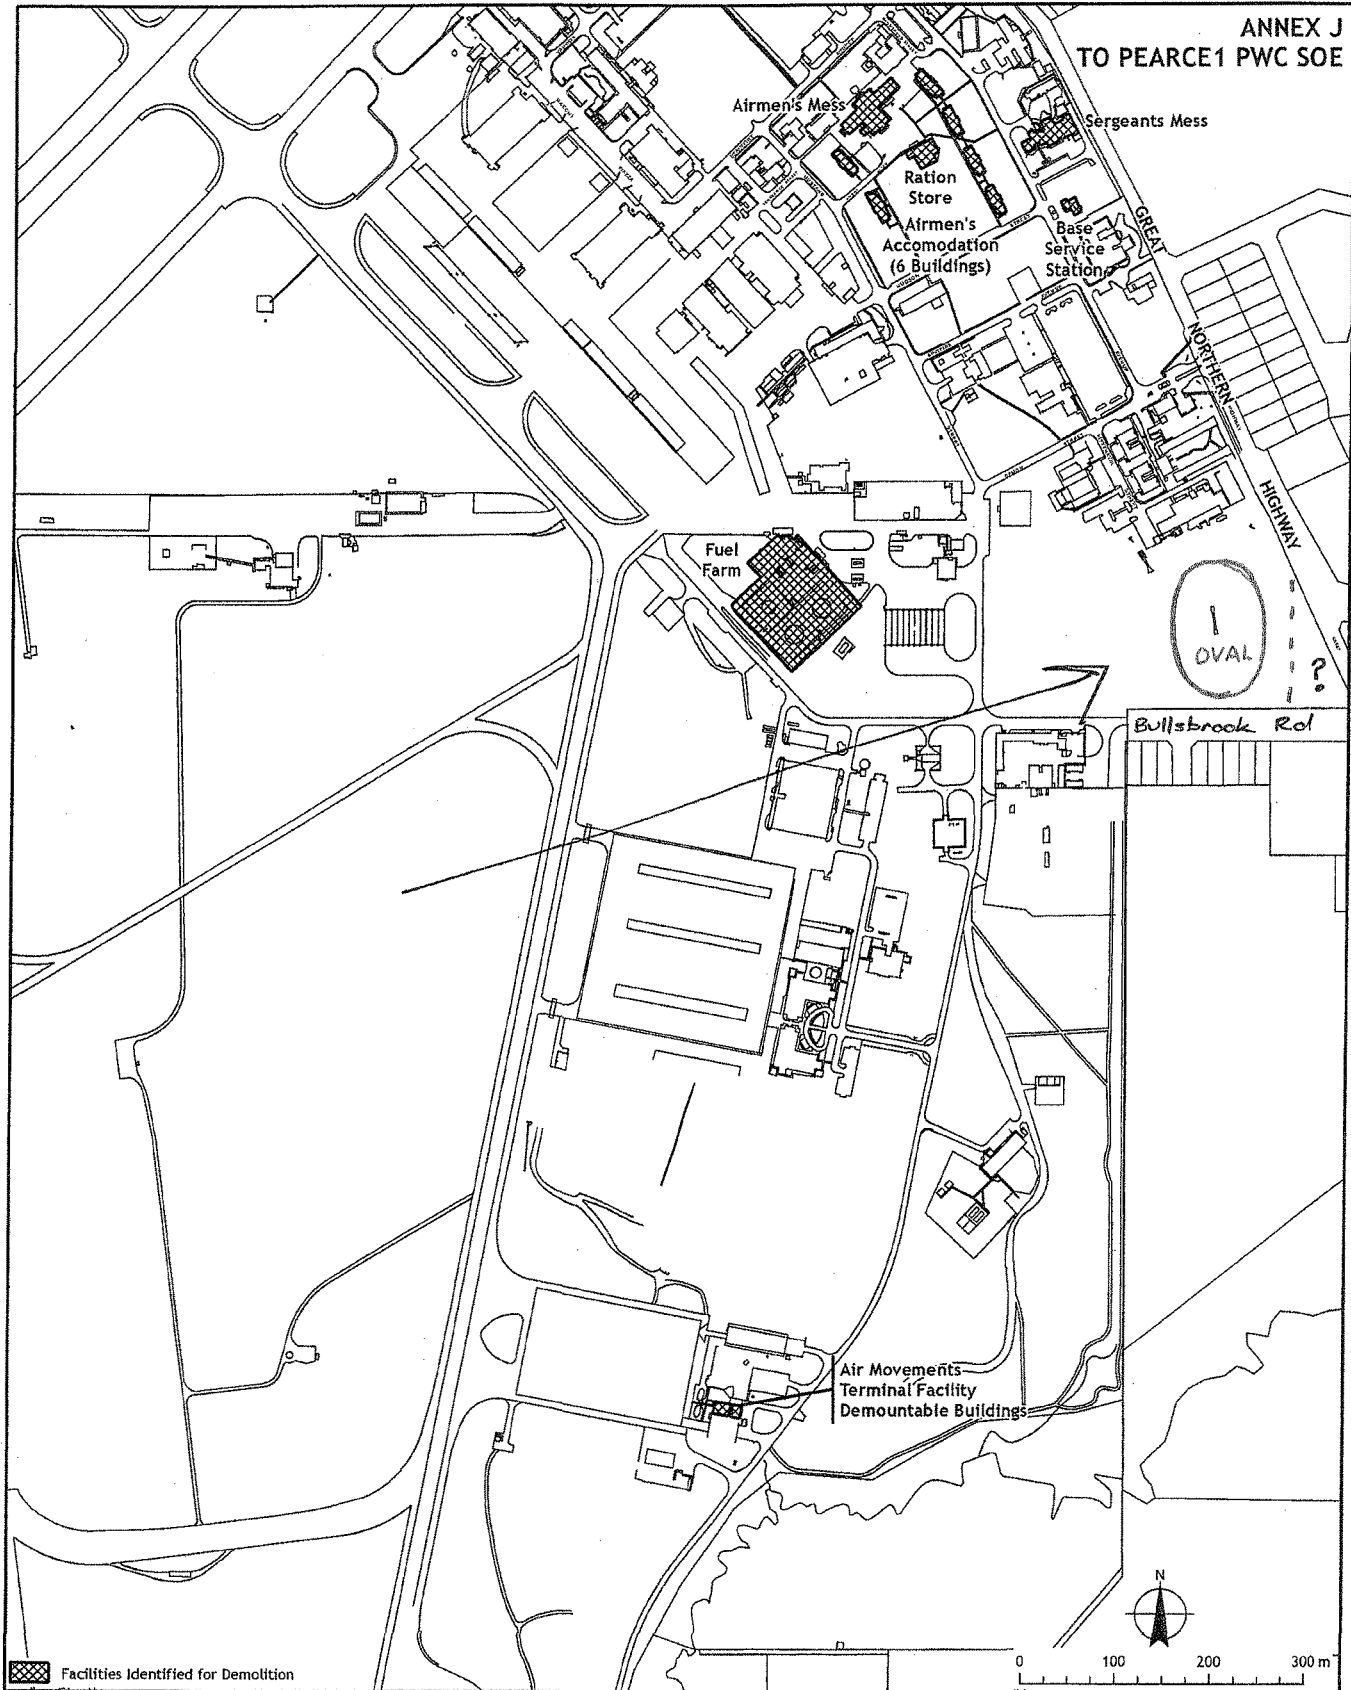 ANNEX J
TO PEARCE1 PWC SOE
Airmen's Mess
Sergeants Mess
Ration
Store
Airmen's
Accomodation
(6 Buildings)
Base
Service
Station
GREAT
NORTHERN
HIGHWAY
Fuel
Farm
1
OVAL
?
Bullsbrook Rd
Air Movements
Terminal Facility
Demountable Buildings
N
0 100 200 300 m
Facilities Identified for Demolition